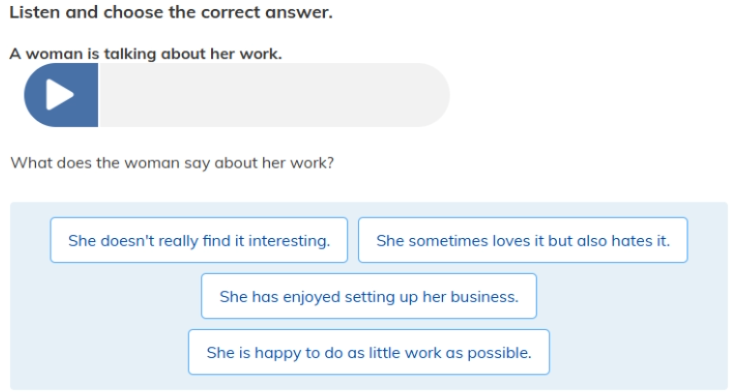 Listen and choose the correct answer.
A woman is talking about her work.
What does the woman say about her work?
She doesn't really find it interesting.
She sometimes loves it but also hates it.
She has enjoyed setting up her business.
She is happy to do as little work as possible.